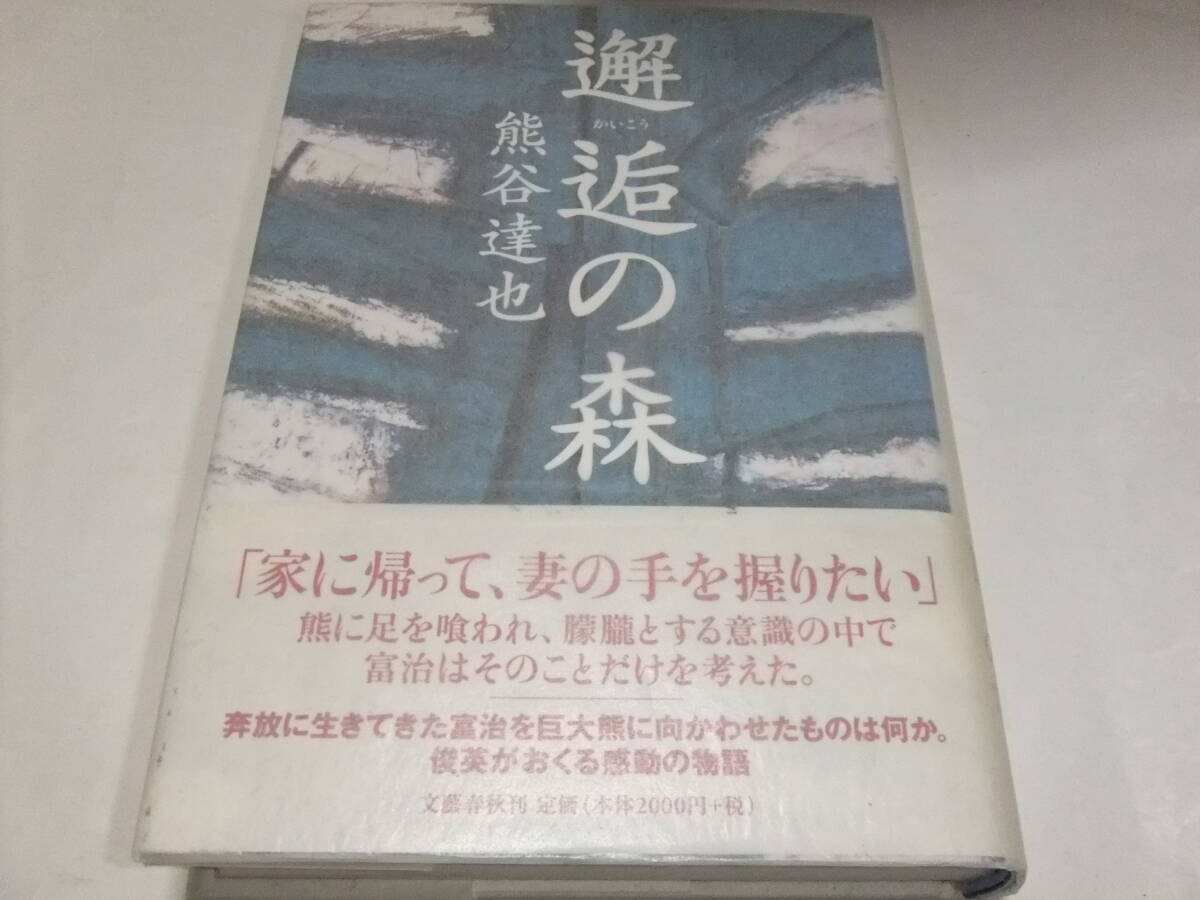 邂逅の森
かいこう
熊谷達也
「家に帰って、妻の手を握りたい」
熊に足を喰われ、朦朧とする意識の中で
富治はそのことだけを考えた。
奔放に生きてきた富治を巨大熊に向かわせたものは何か。
俊英がおくる感動の物語
文藝春秋刊 定価(本体2000円+税)